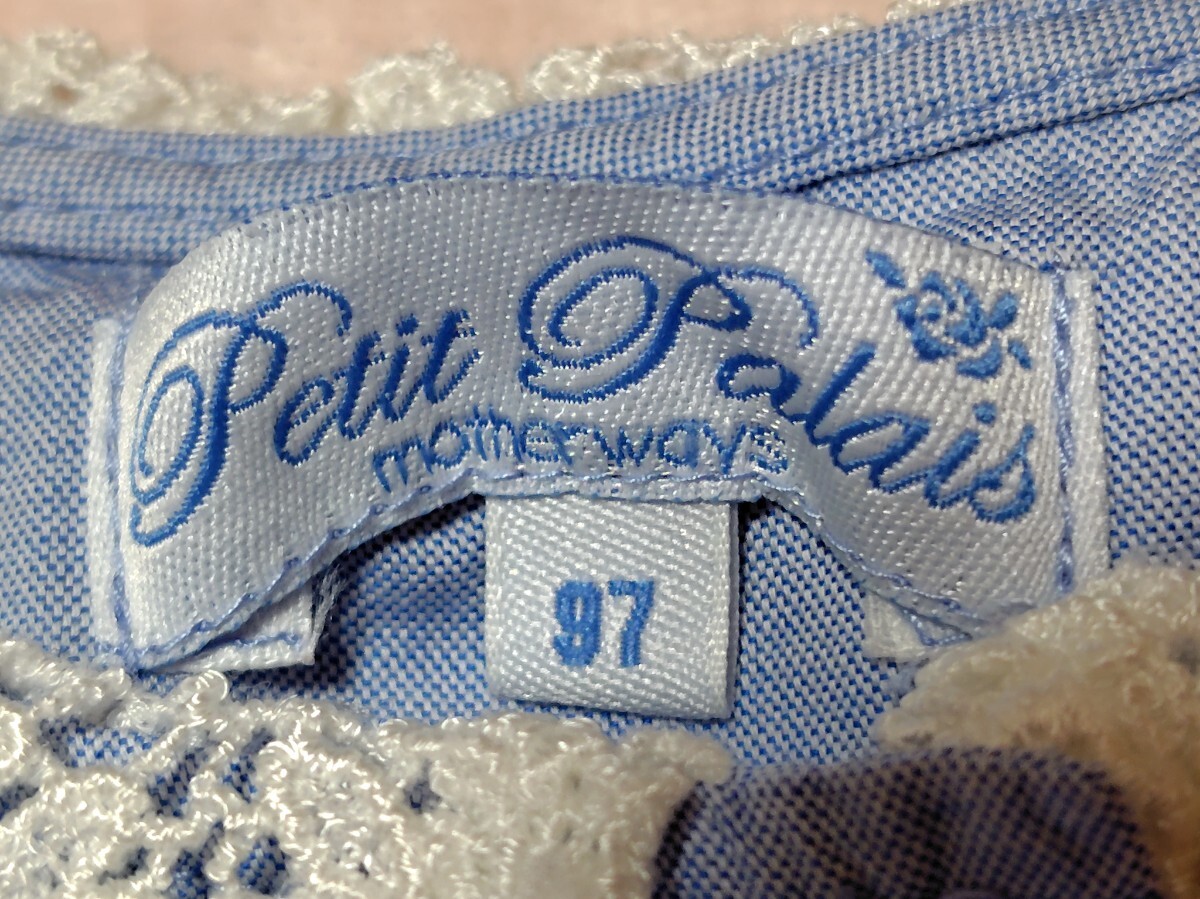 Petit Palais
motherways
97